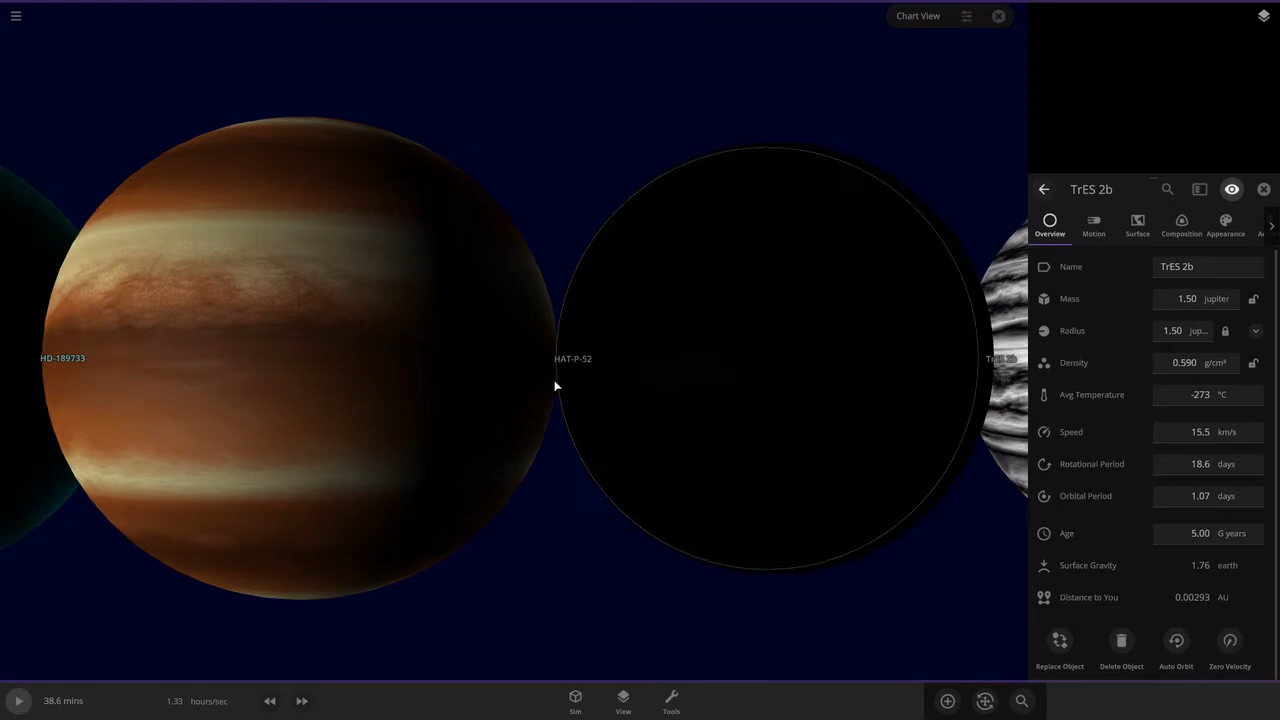 Chart View
TrES 2b
Overview
Motion
Surface
Composition
Appearance
A
Name
TrES 2b
Mass
1.50 jupiter
Radius
1.50 jup...
Density
0.590 g/cm³
Avg Temperature
-273 °C
Speed
15.5 km/s
Rotational Period
18.6 days
Orbital Period
1.07 days
Age
5.00 G years
Surface Gravity
1.76 earth
Distance to You
0.00293 AU
Replace Object
Delete Object
Auto Orbit
Zero Velocity
HD-189733
HAT-P-52
TrES 2b
38.6 mins
1.33 hours/sec
Sim
View
Tools